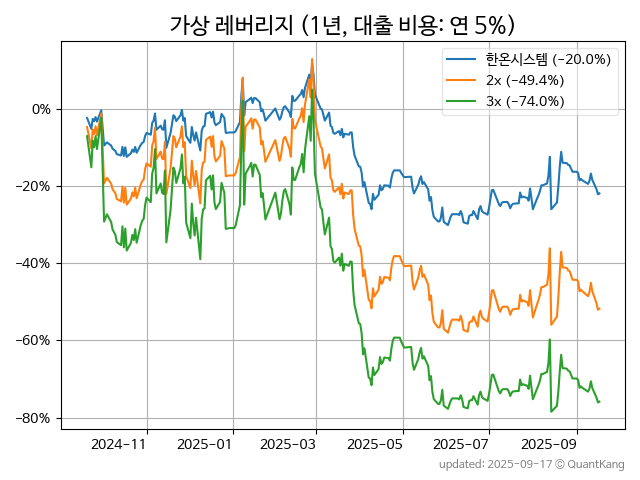 가상 레버리지 (1년, 대출 비용: 연 5%)
한온시스템 (−20.0%)
2x (−49.4%)
3x (−74.0%)
0%
−20%
−40%
−60%
−80%
2024−11 2025−01 2025−03 2025−05 2025−07 2025−09
updated: 2025-09-17 © QuantKang